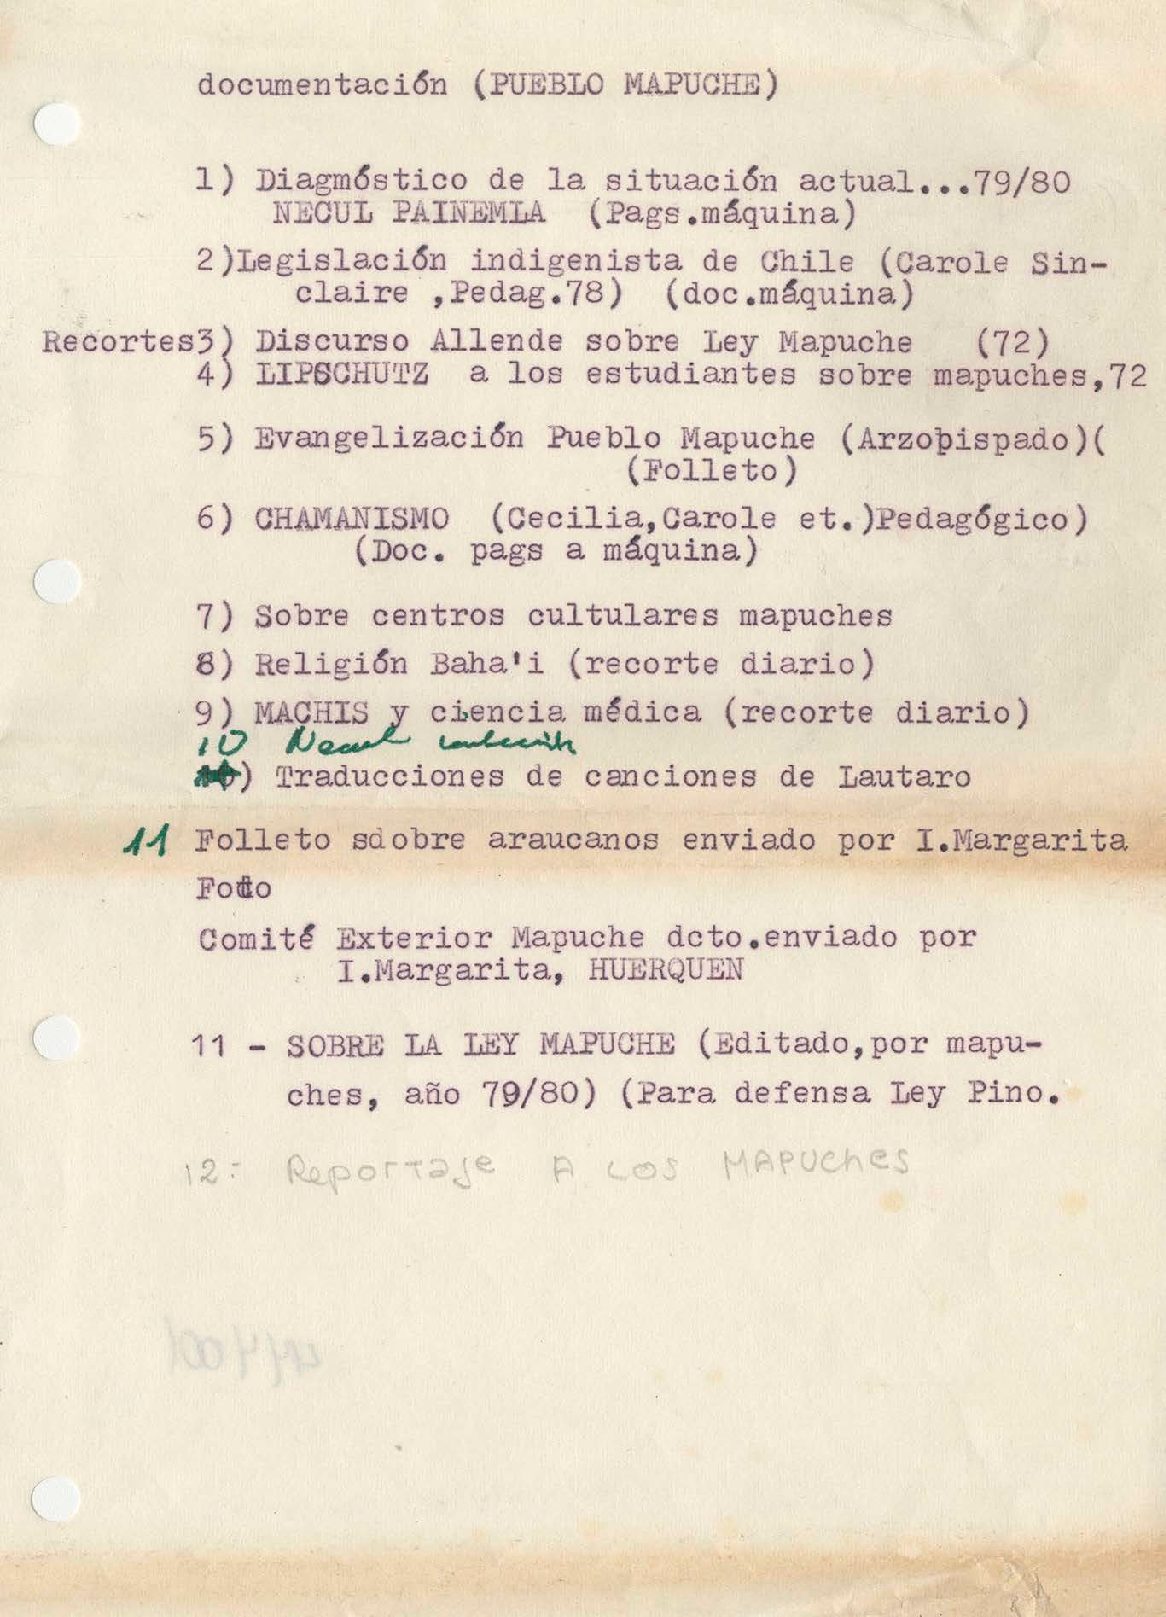 documentación (PUEBLO MAPUCHE)
1) Diagmóstico de la situación actual...79/80
NECUL PAINEMLA (Pags.máquina)
2)Legislación indigenista de Chile (Carole Sin-
claire ,Pedag.78) (doc.máquina)
Recortes3) Discurso Allende sobre Ley Mapuche (72)
4) LIPSCHUTZ a los estudiantes sobre mapuches,72
5) Evangelización Pueblo Mapuche (Arzobispado)(
(Folleto)
6) CHAMANISMO (Cecilia,Carole et.)Pedagógico)
(Doc. pags a máquina)
7) Sobre centros cultulares mapuches
8) Religión Baha'i (recorte diario)
9) MACHIS y ciencia médica (recorte diario)
10 Necul
) Traducciones de canciones de Lautaro
11 Folleto sdobre araucanos enviado por I.Margarita
Foto
Comité Exterior Mapuche dcto.enviado por
I.Margarita, HUERQUEN
11 - SOBRE LA LEY MAPUCHE (Editado,por mapu-
ches, año 79/80) (Para defensa Ley Pino.
12: Reportaje A LOS MAPUches